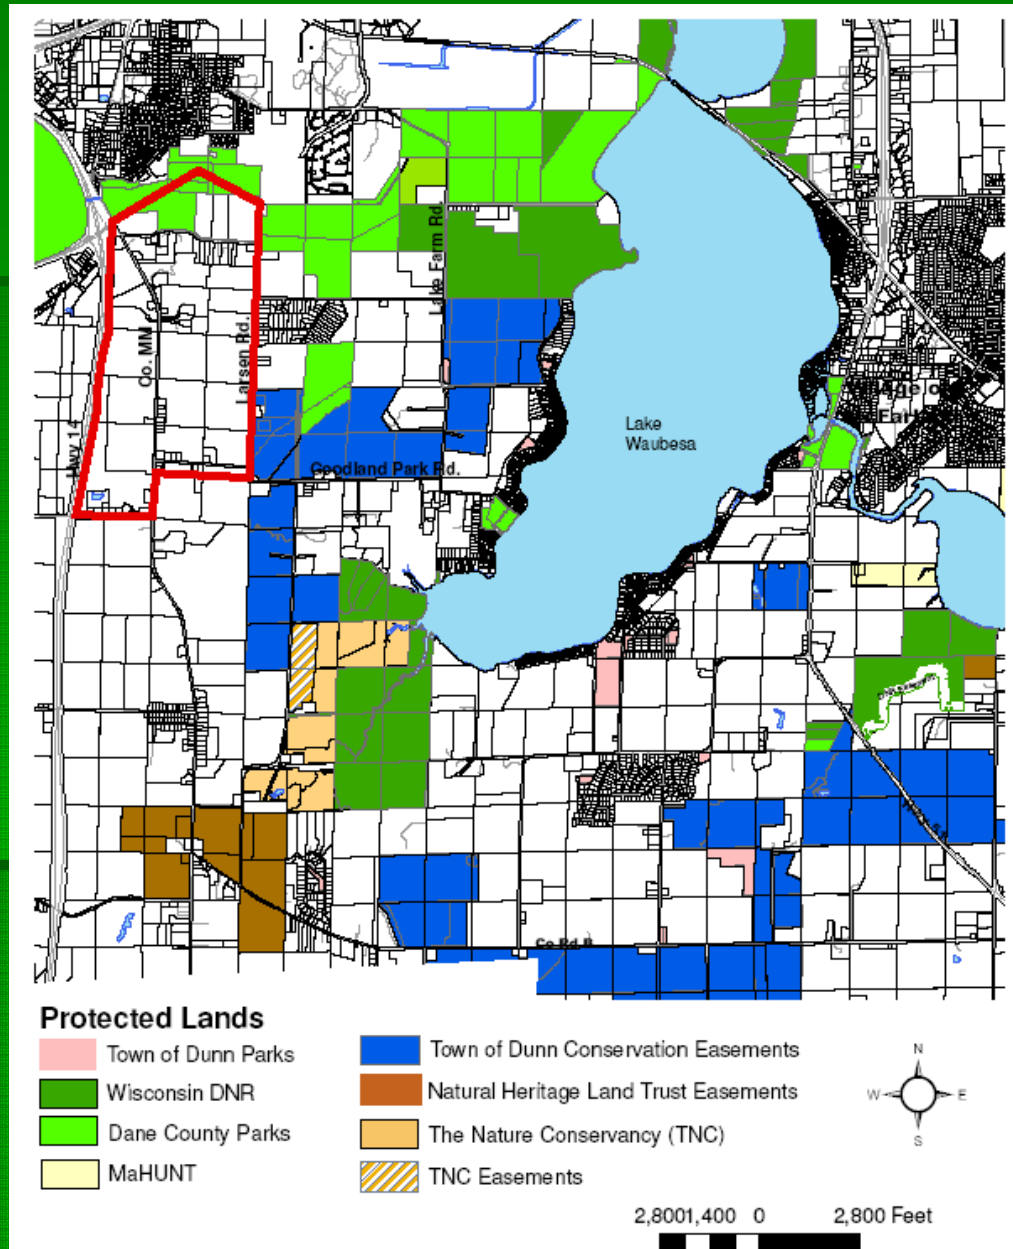 Lake Farm Rd.
Co. MM
Larsen Rd.
Hwy 14
Lake
Waubesa
Goodland Park Rd.
Co Rd B
Protected Lands
Town of Dunn Parks
Wisconsin DNR
Dane County Parks
MaHUNT
Town of Dunn Conservation Easements
Natural Heritage Land Trust Easements
The Nature Conservancy (TNC)
TNC Easements
N
W E
S
2,8001,400 0 2,800 Feet